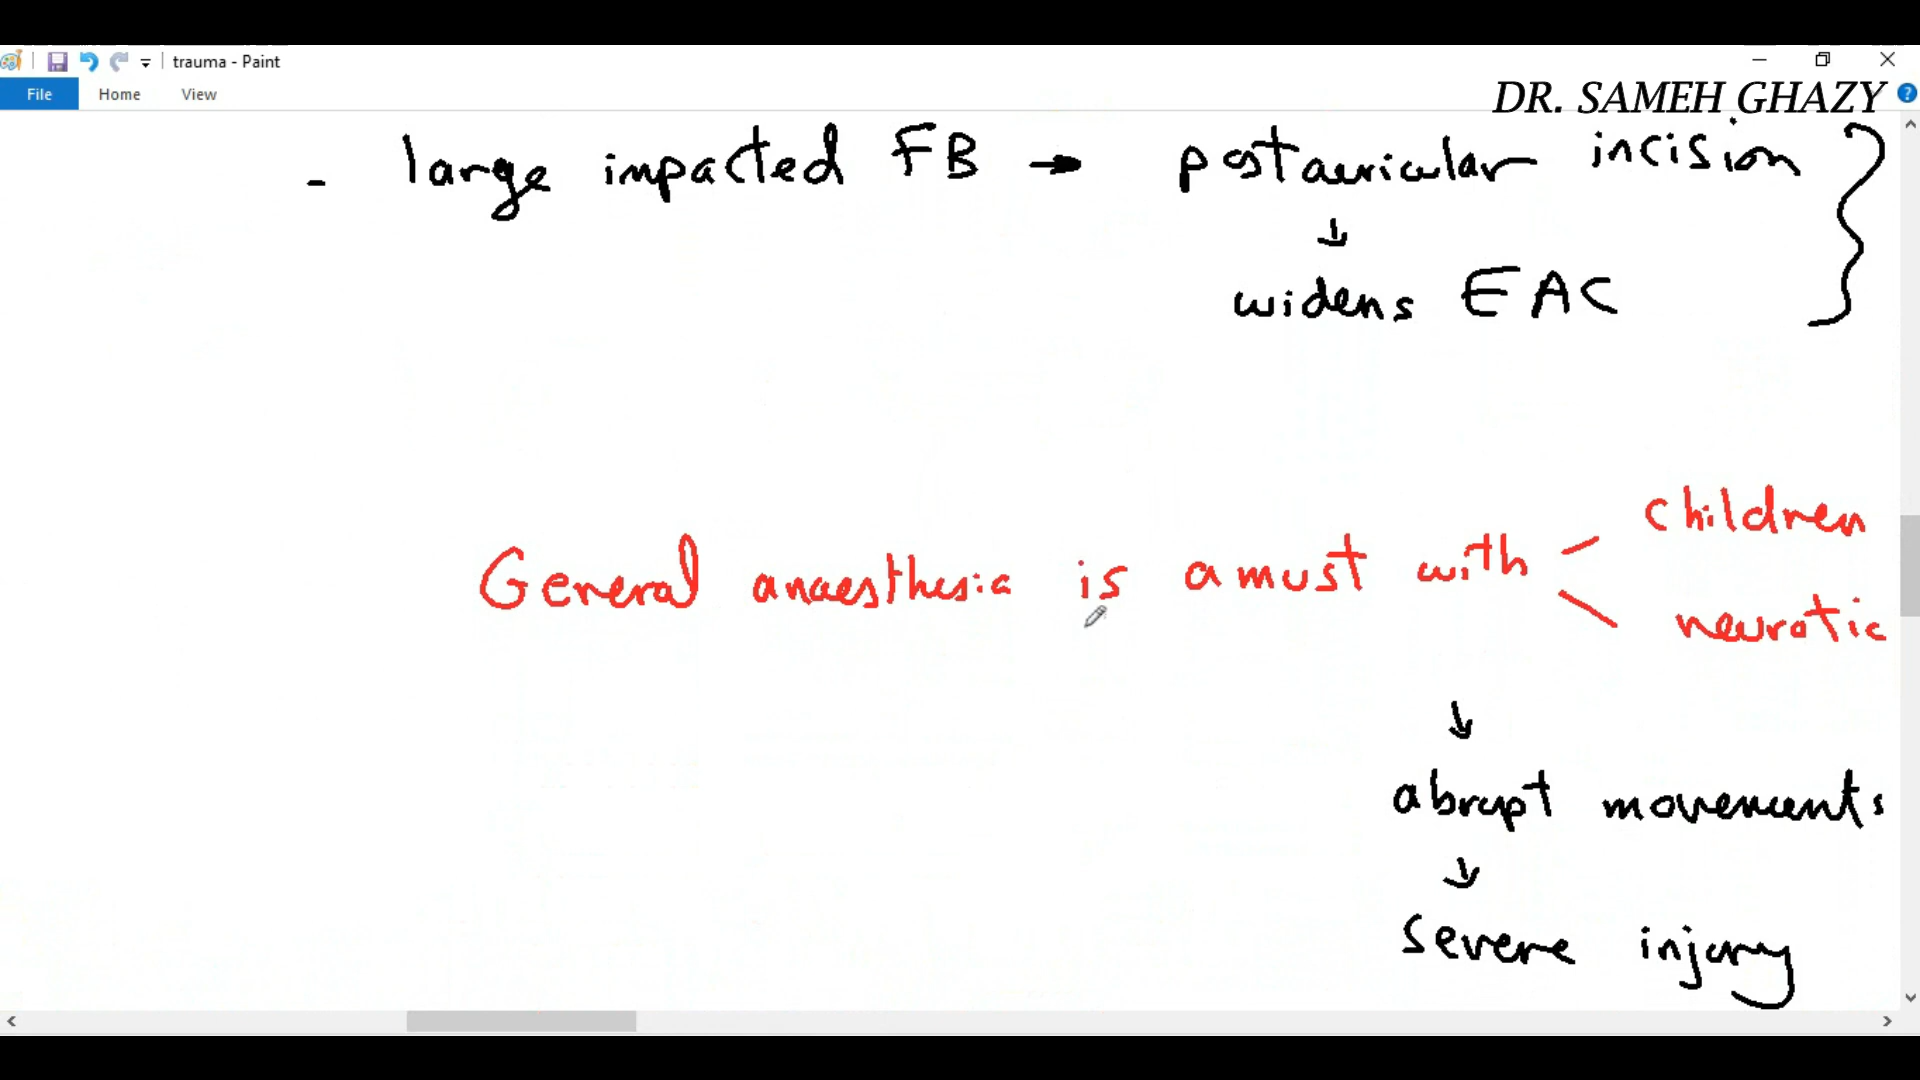 trauma - Paint
File Home View
DR. SAMEH GHAZY
- large impacted FB → postauricular incision
↓
widens EAC
General anaesthesia is a must with
children
neurotic
↓
abrupt movements
↓
severe injury